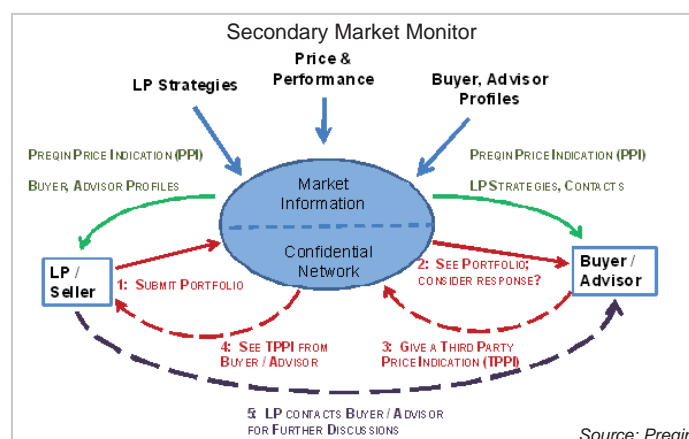 Secondary Market Monitor
Price &
Performance
LP Strategies
Buyer, Advisor
Profiles
PREQIN PRICE INDICATION (PPI)
BUYER, ADVISOR PROFILES
PREQIN PRICE INDICATION (PPI)
LP STRATEGIES, CONTACTS
Market
Information
Confidential
Network
LP /
Seller
1: SUBMIT PORTFOLIO
2: SEE PORTFOLIO;
CONSIDER RESPONSE?
Buyer /
Advisor
4: SEE TPPI FROM
BUYER / ADVISOR
3: GIVE A THIRD PARTY
PRICE INDICATION (TPPI)
5: LP CONTACTS BUYER / ADVISOR
FOR FURTHER DISCUSSIONS
Source: Preqin